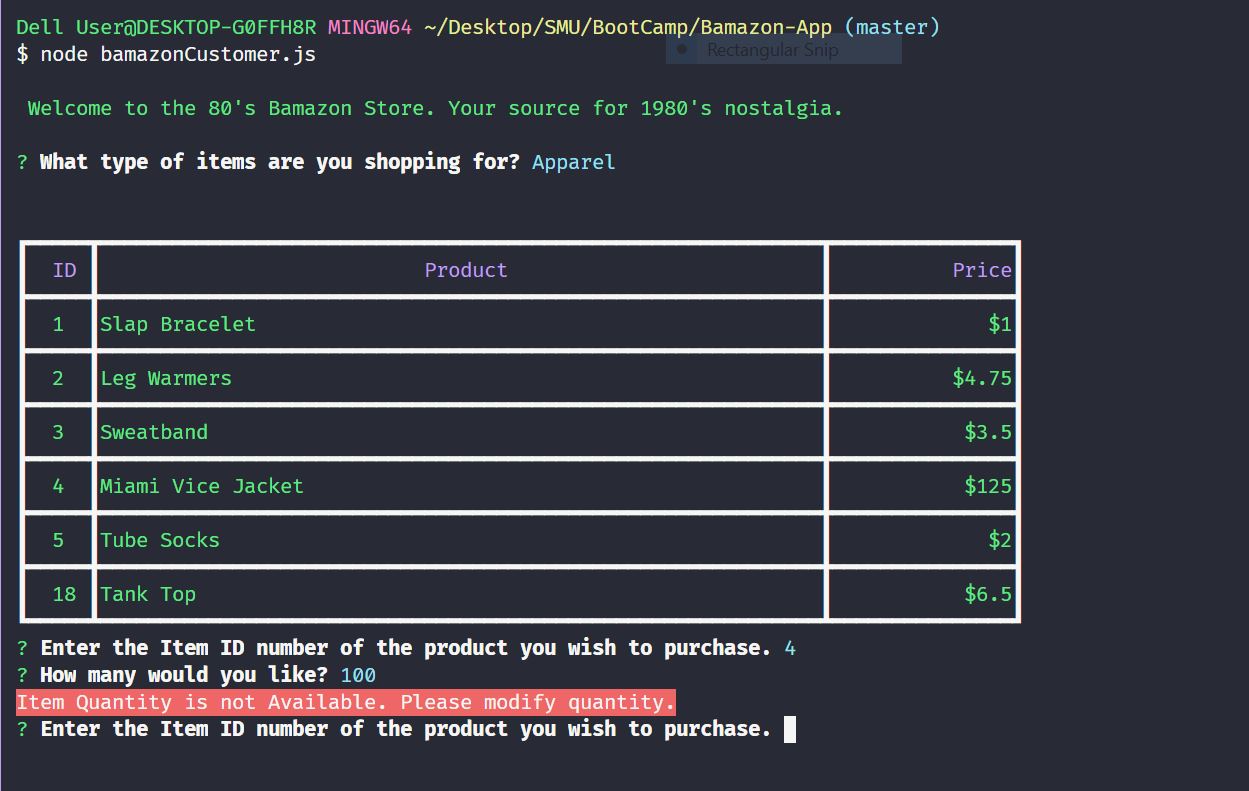 Dell User@DESKTOP-G0FFH8R MINGW64 ~/Desktop/SMU/BootCamp/Bamazon-App (master)
$ node bamazonCustomer.js
Rectangular Snip
Welcome to the 80's Bamazon Store. Your source for 1980's nostalgia.
? What type of items are you shopping for? Apparel
ID Product Price
1 Slap Bracelet $1
2 Leg Warmers $4.75
3 Sweatband $3.5
4 Miami Vice Jacket $125
5 Tube Socks $2
18 Tank Top $6.5
? Enter the Item ID number of the product you wish to purchase. 4
? How many would you like? 100
Item Quantity is not Available. Please modify quantity.
? Enter the Item ID number of the product you wish to purchase.